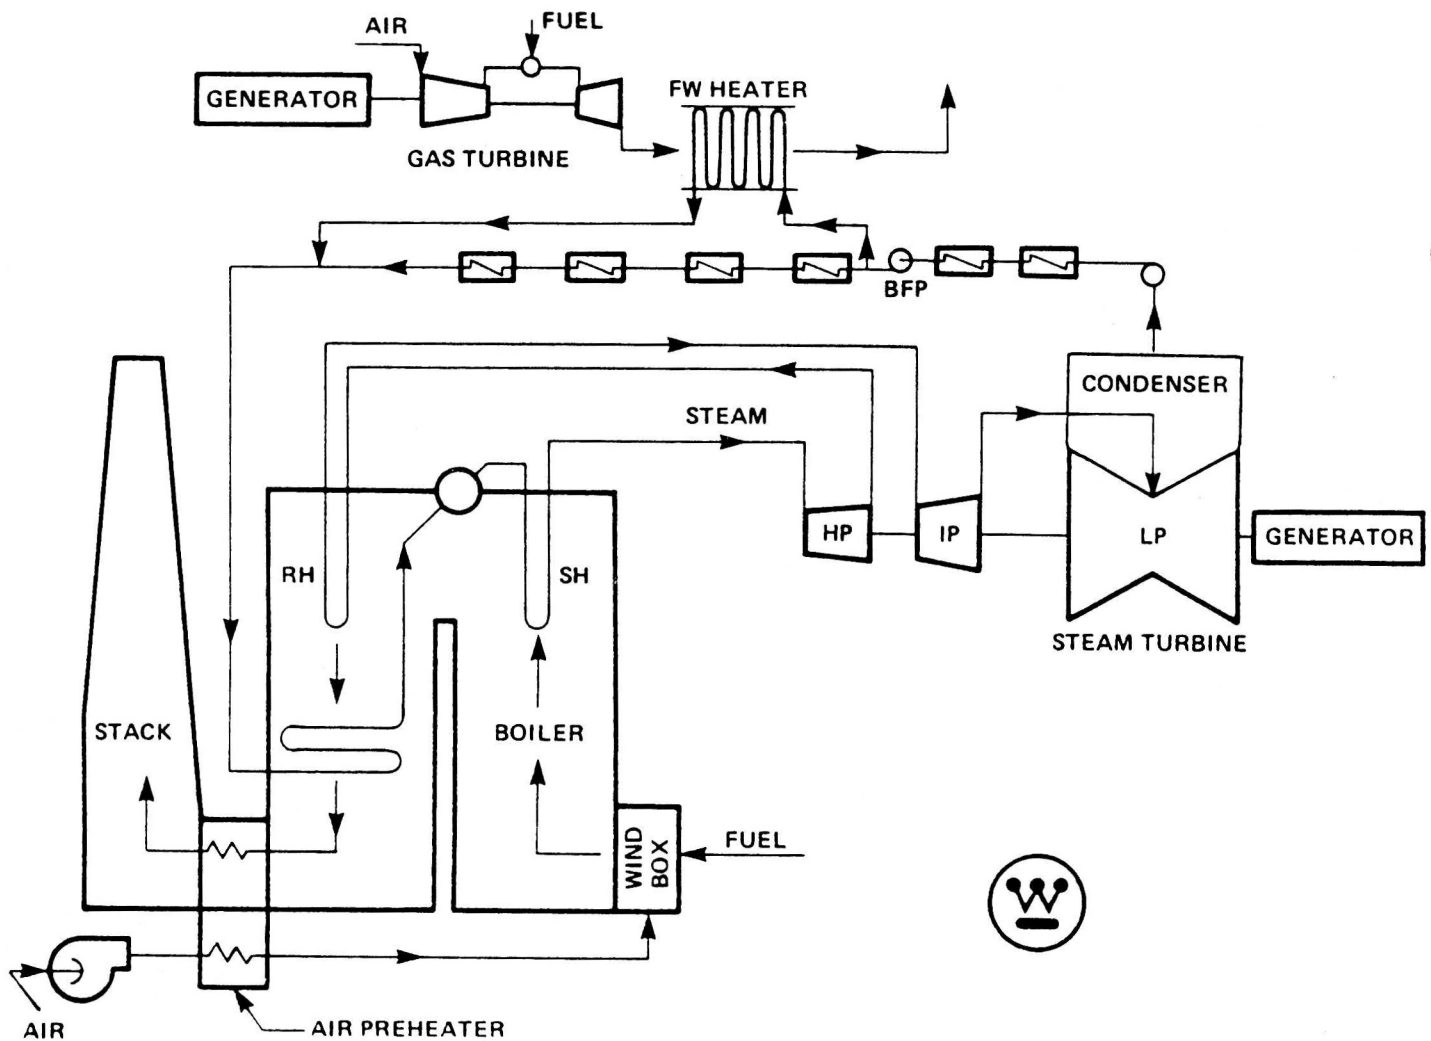 AIR
FUEL
GENERATOR
FW HEATER
GAS TURBINE
BFP
CONDENSER
STEAM
HP
IP
LP
GENERATOR
RH
SH
STEAM TURBINE
STACK
BOILER
WIND
BOX
FUEL
AIR
AIR PREHEATER